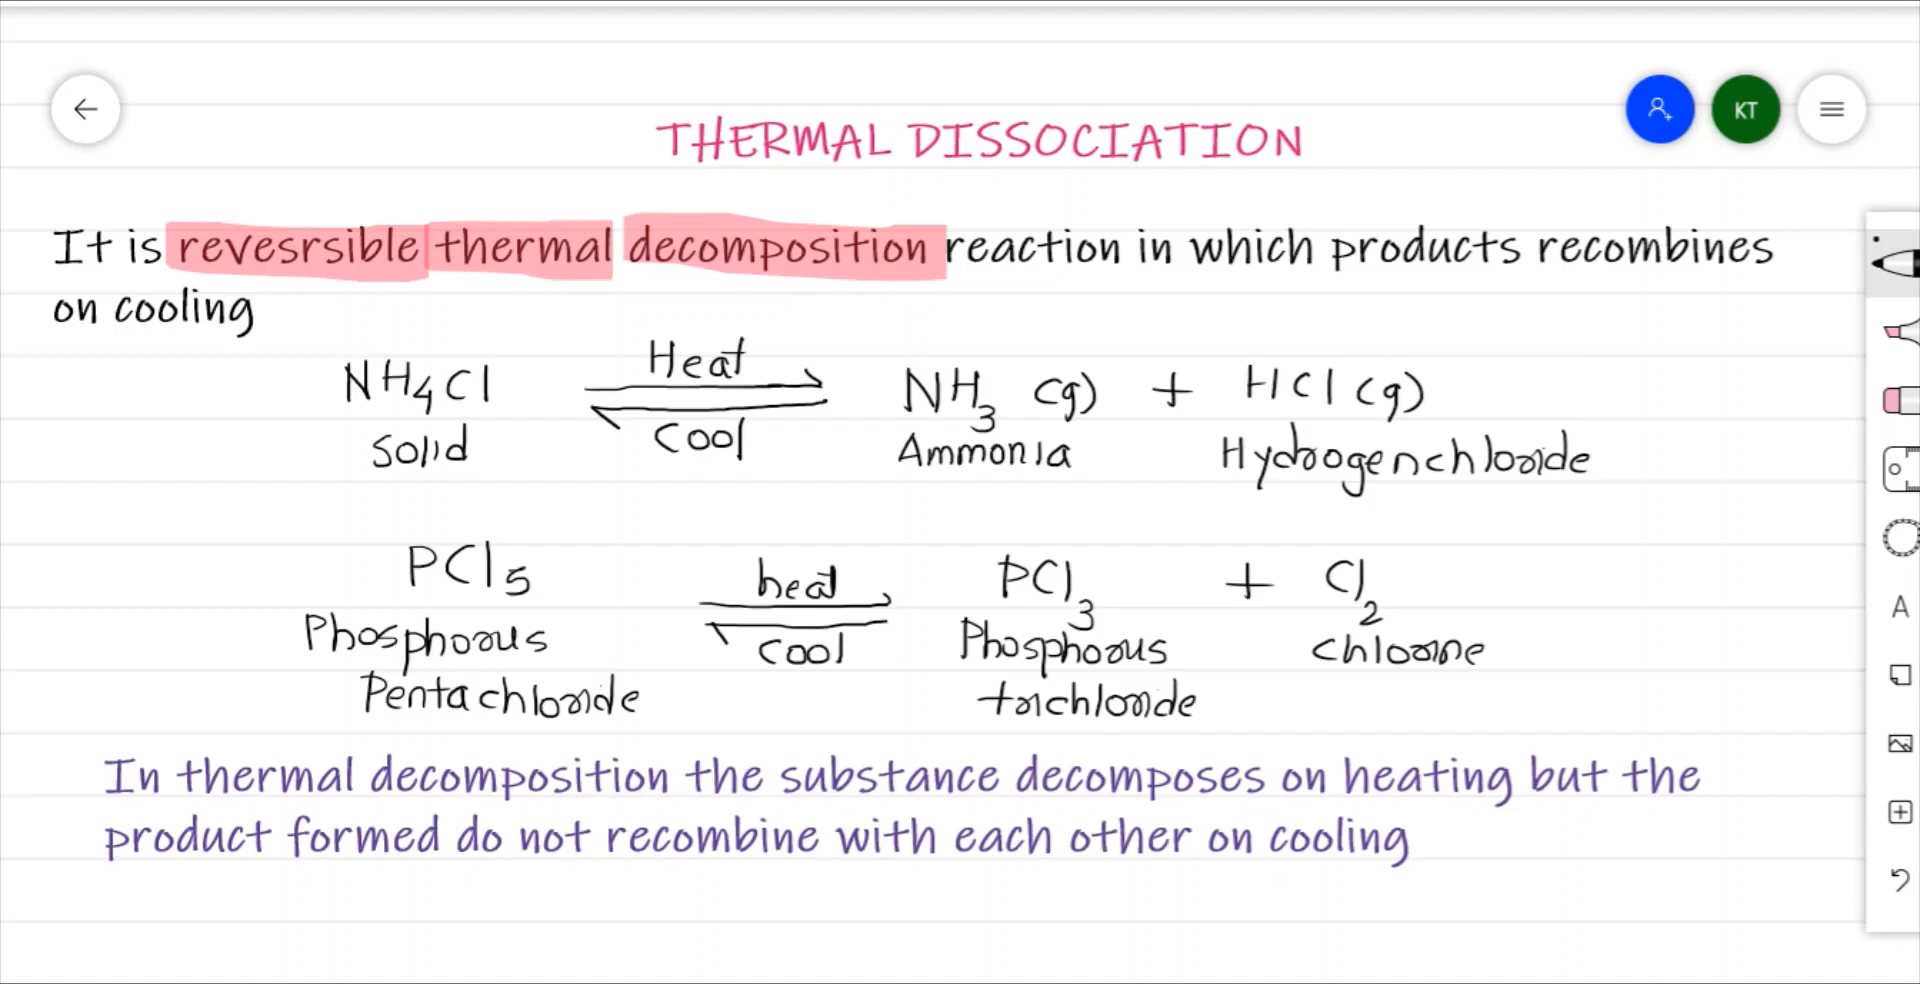 KT
THERMAL DISSOCIATION
It is revesrsible thermal decomposition reaction in which products recombines
on cooling
NH4Cl Heat NH3 (g) + HCl (g)
Solid Cool Ammonia Hydrogenchloride
PCl5 heat PCl3 + Cl2
Phosphorus cool Phosphorus chlorine
Pentachloride trichloride
In thermal decomposition the substance decomposes on heating but the
product formed do not recombine with each other on cooling
A